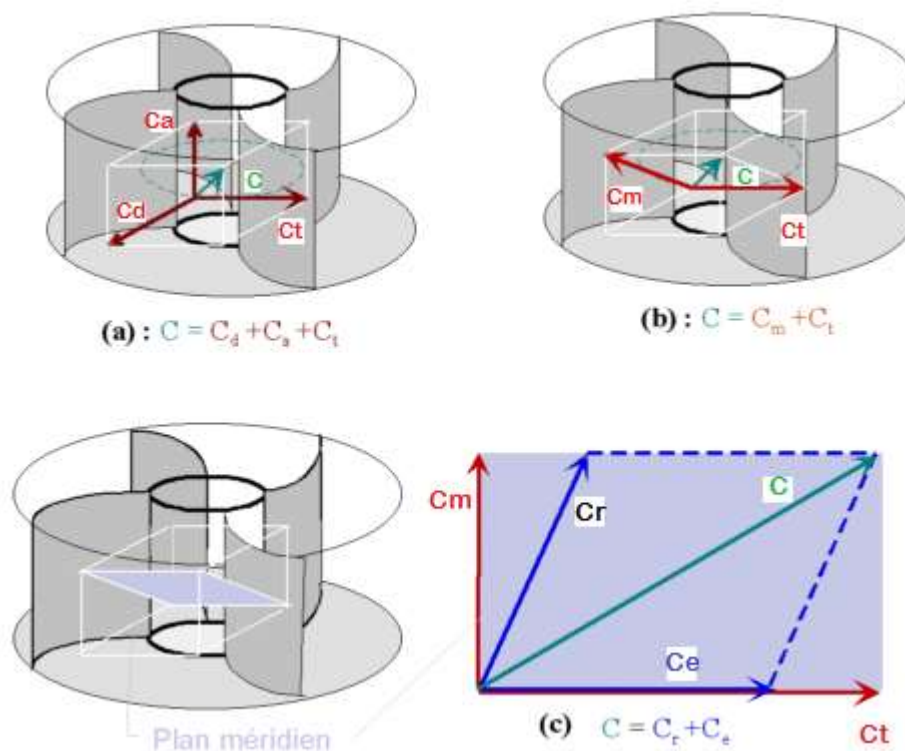 Ca
Cd
C
Ct
(a) : C = Cd +Ca +Ct
Cm
C
Ct
(b) : C = Cm +Ct
Cm
Cr
C
Ce
Plan méridien
(c) C = Cr +Ce
Ct